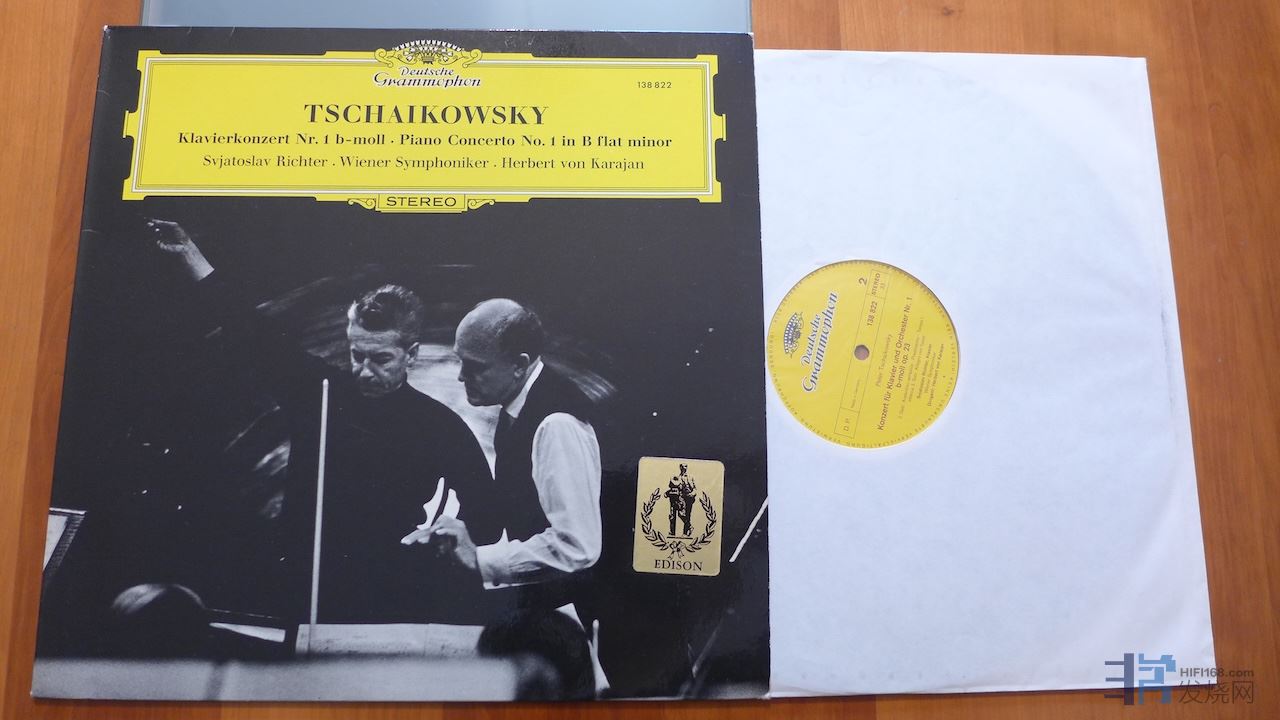 Deutsche
Grammophon
138 822
TSCHAIKOWSKY
Klavierkonzert Nr. 1 b-moll · Piano Concerto No. 1 in B flat minor
Svjatoslav Richter · Wiener Symphoniker · Herbert von Karajan
STEREO
EDISON
Deutsche
Grammophon
2
STEREO
33
138 822
D.P.
Peter Tschaikowsky
Konzert für Klavier und Orchester Nr. 1
b-moll op. 23
HIFI168.com
发烧网